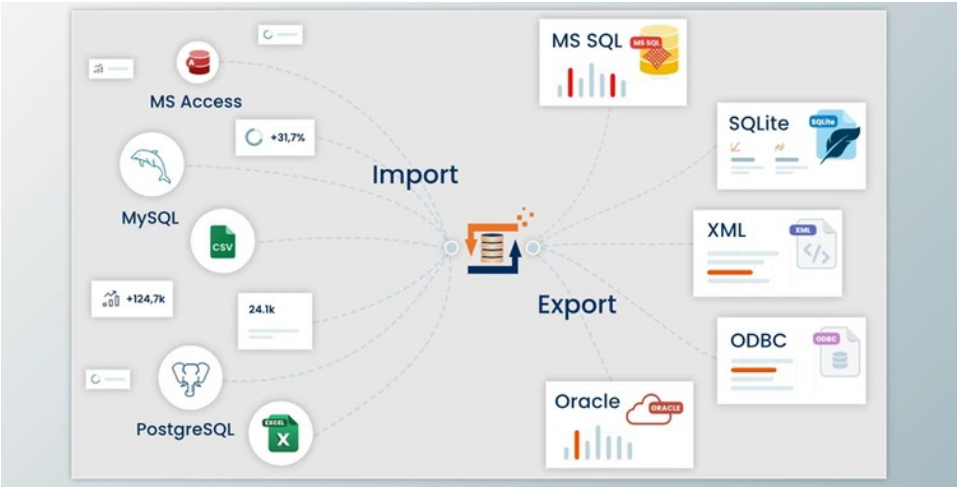 MS Access
+31,7%
MySQL
CSV
+124,7k
24.1k
PostgreSQL
EXCEL
X
Import
Export
MS SQL
MS SQL
SQLite
SQLite
XML
XML
</>
ODBC
ODBC
Oracle
ORACLE
A